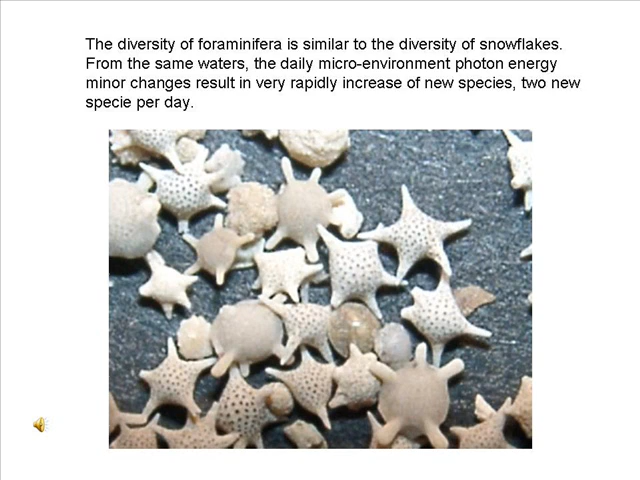 The diversity of foraminifera is similar to the diversity of snowflakes.
From the same waters, the daily micro-environment photon energy
minor changes result in very rapidly increase of new species, two new
specie per day.